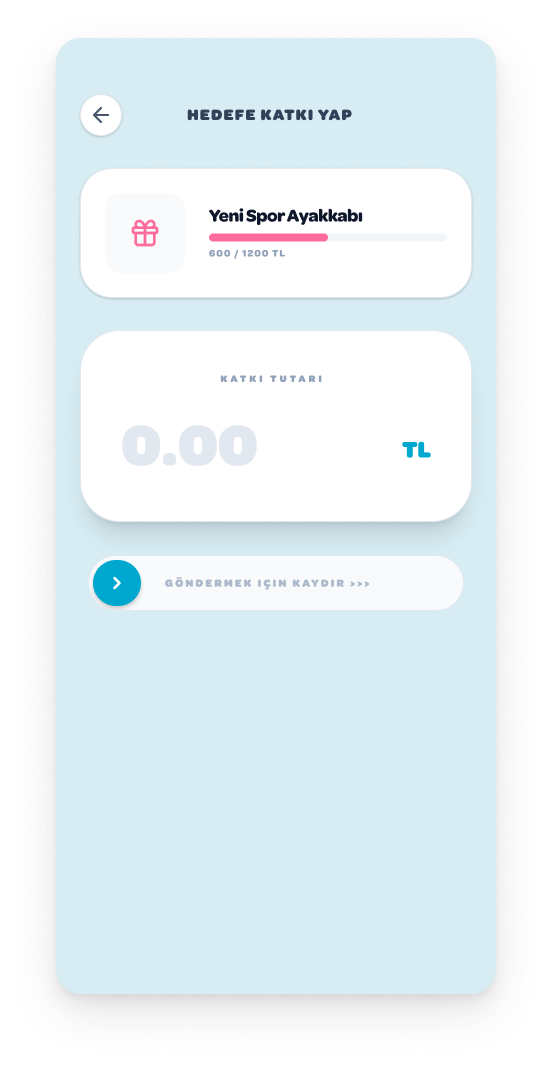 HEDEFE KATKI YAP
Yeni Spor Ayakkabı
600 / 1200 TL
KATKI TUTARI
0.00 TL
GÖNDERMEK IÇIN KAYDIR >>>